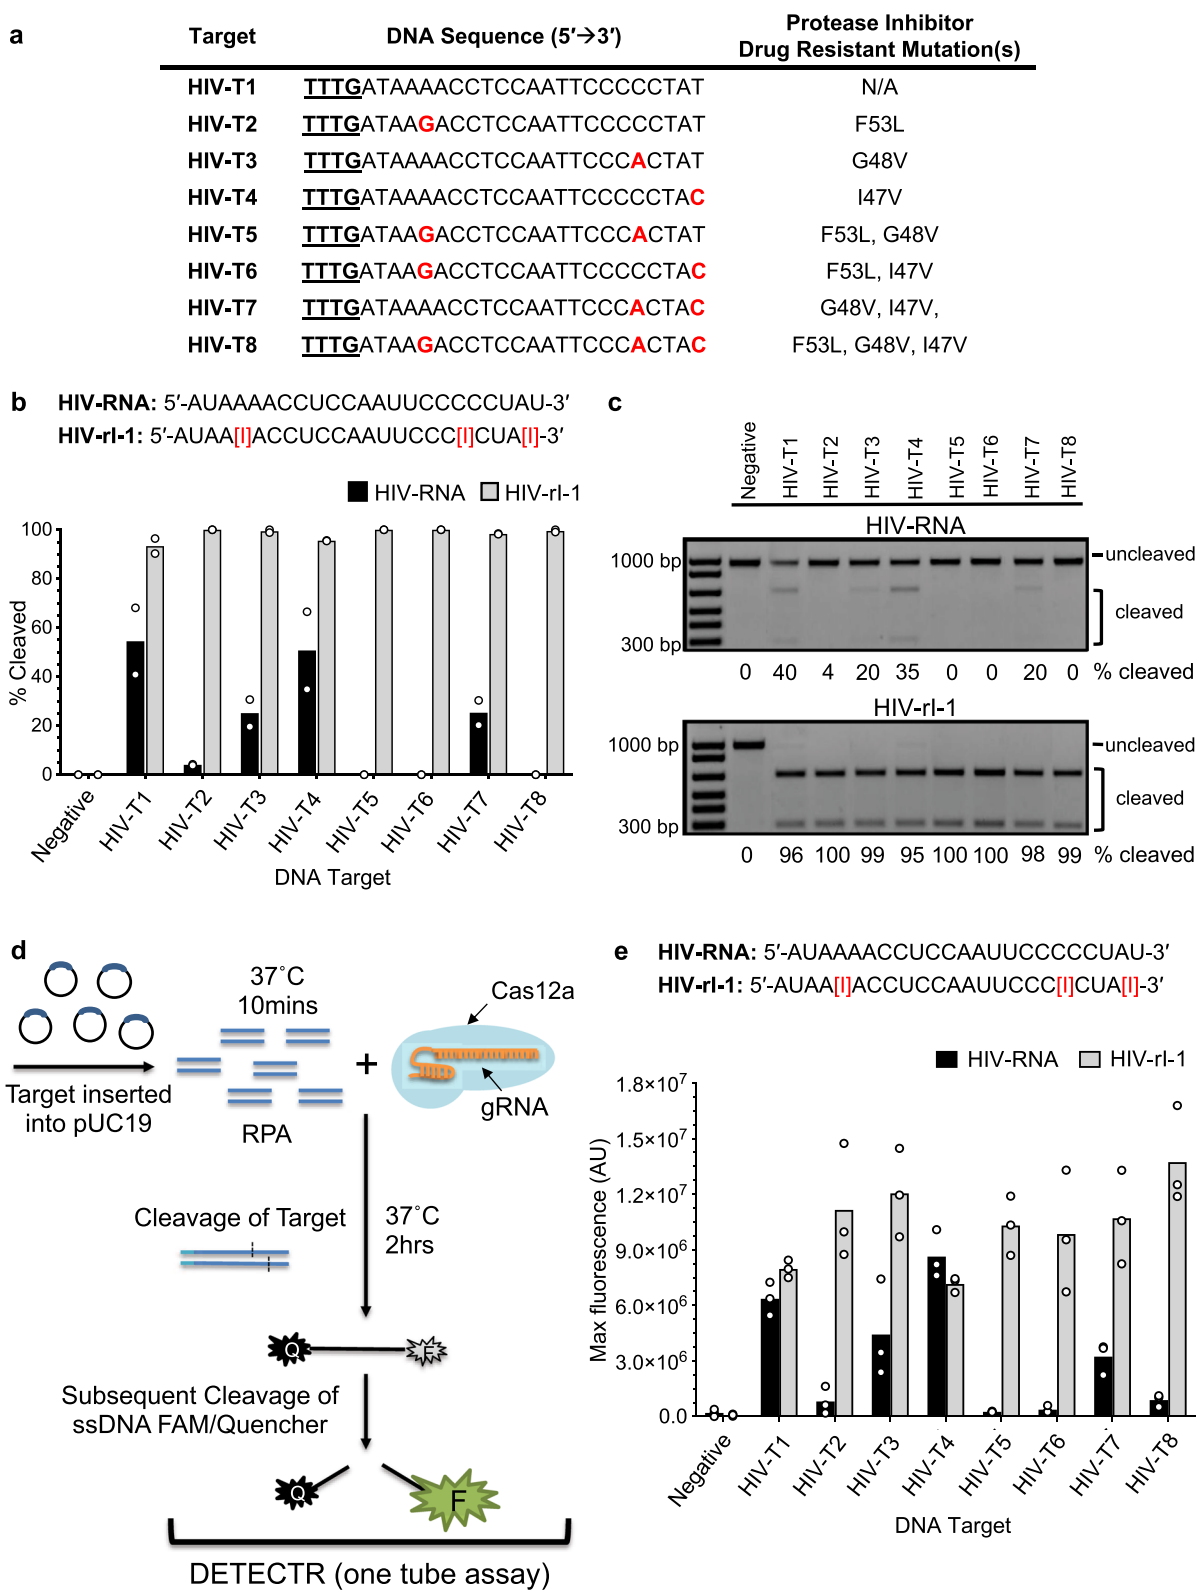 a
Target DNA Sequence (5′→3′) Protease Inhibitor Drug Resistant Mutation(s)
HIV-T1 TTTGATAAAACCTCCAATTCCCCCTAT N/A
HIV-T2 TTTGATAAGACCTCCAATTCCCCCTAT F53L
HIV-T3 TTTGATAAAACCTCCAATTCCCACTAT G48V
HIV-T4 TTTGATAAAACCTCCAATTCCCCCTAC I47V
HIV-T5 TTTGATAAGACCTCCAATTCCCACTAT F53L, G48V
HIV-T6 TTTGATAAGACCTCCAATTCCCCCTAC F53L, I47V
HIV-T7 TTTGATAAAACCTCCAATTCCCACTAC G48V, I47V,
HIV-T8 TTTGATAAGACCTCCAATTCCCACTAC F53L, G48V, I47V
b
HIV-RNA: 5′-AUAAAACCUCCAAUUCCCCCUAU-3′
HIV-rI-1: 5′-AUAA[I]ACCUCCAAUUCCC[I]CUA[I]-3′
HIV-RNA HIV-rI-1
% Cleaved
100
80
60
40
20
0
Negative HIV-T1 HIV-T2 HIV-T3 HIV-T4 HIV-T5 HIV-T6 HIV-T7 HIV-T8
DNA Target
c
Negative HIV-T1 HIV-T2 HIV-T3 HIV-T4 HIV-T5 HIV-T6 HIV-T7 HIV-T8
HIV-RNA
1000 bp uncleaved
cleaved
300 bp
0 40 4 20 35 0 0 20 0 % cleaved
HIV-rI-1
1000 bp uncleaved
cleaved
300 bp
0 96 100 99 95 100 100 98 99 % cleaved
d
37˚C
10mins
Cas12a
+
gRNA
Target inserted
into pUC19
RPA
Cleavage of Target
37˚C
2hrs
Q F
Subsequent Cleavage of
ssDNA FAM/Quencher
Q F
DETECTR (one tube assay)
e
HIV-RNA: 5′-AUAAAACCUCCAAUUCCCCCUAU-3′
HIV-rI-1: 5′-AUAA[I]ACCUCCAAUUCCC[I]CUA[I]-3′
HIV-RNA HIV-rI-1
Max fluorescence (AU)
1.8×10⁷
1.5×10⁷
1.2×10⁷
9.0×10⁶
6.0×10⁶
3.0×10⁶
0.0
Negative HIV-T1 HIV-T2 HIV-T3 HIV-T4 HIV-T5 HIV-T6 HIV-T7 HIV-T8
DNA Target